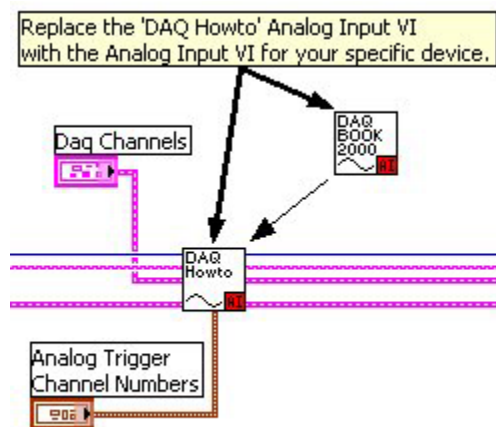 Replace the 'DAQ Howto' Analog Input VI
with the Analog Input VI for your specific device.
DAQ
BOOK
2000
AI
Daq Channels
DAQ
Howto
AI
Analog Trigger
Channel Numbers